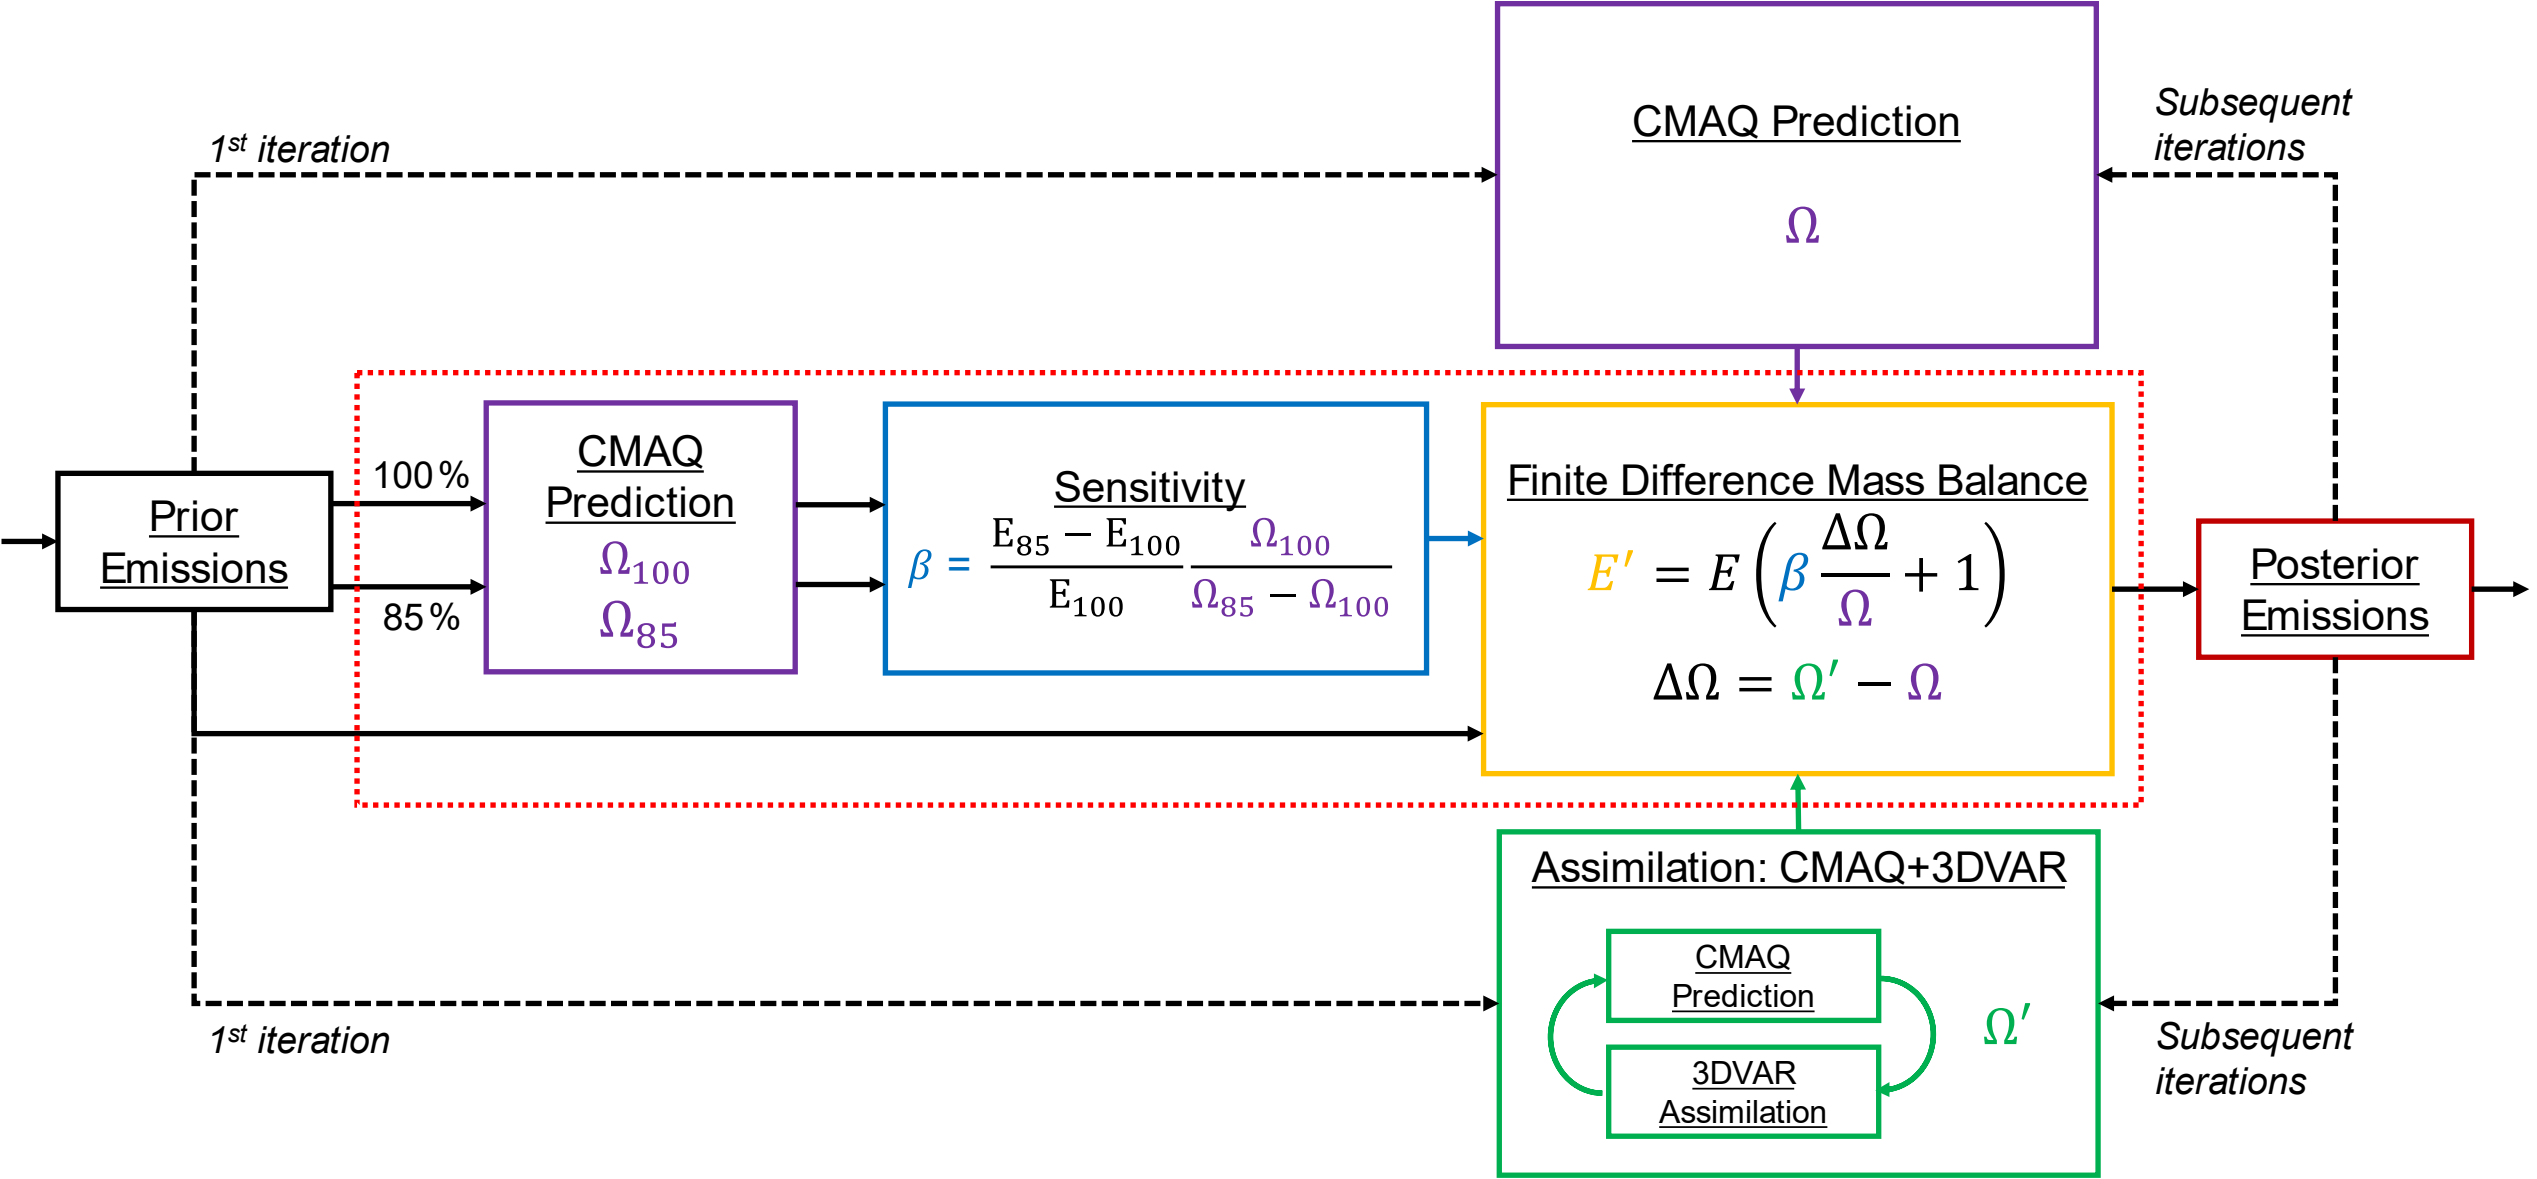 CMAQ Prediction
Ω
1st iteration
Subsequent
iterations
Prior
Emissions
100 %
85 %
CMAQ
Prediction
Ω100
Ω85
Sensitivity
β = (E85 − E100)/E100 Ω100/(Ω85 − Ω100)
Finite Difference Mass Balance
E′ = E (β ΔΩ/Ω + 1)
ΔΩ = Ω′ − Ω
Posterior
Emissions
Assimilation: CMAQ+3DVAR
CMAQ
Prediction
3DVAR
Assimilation
Ω′
1st iteration
Subsequent
iterations